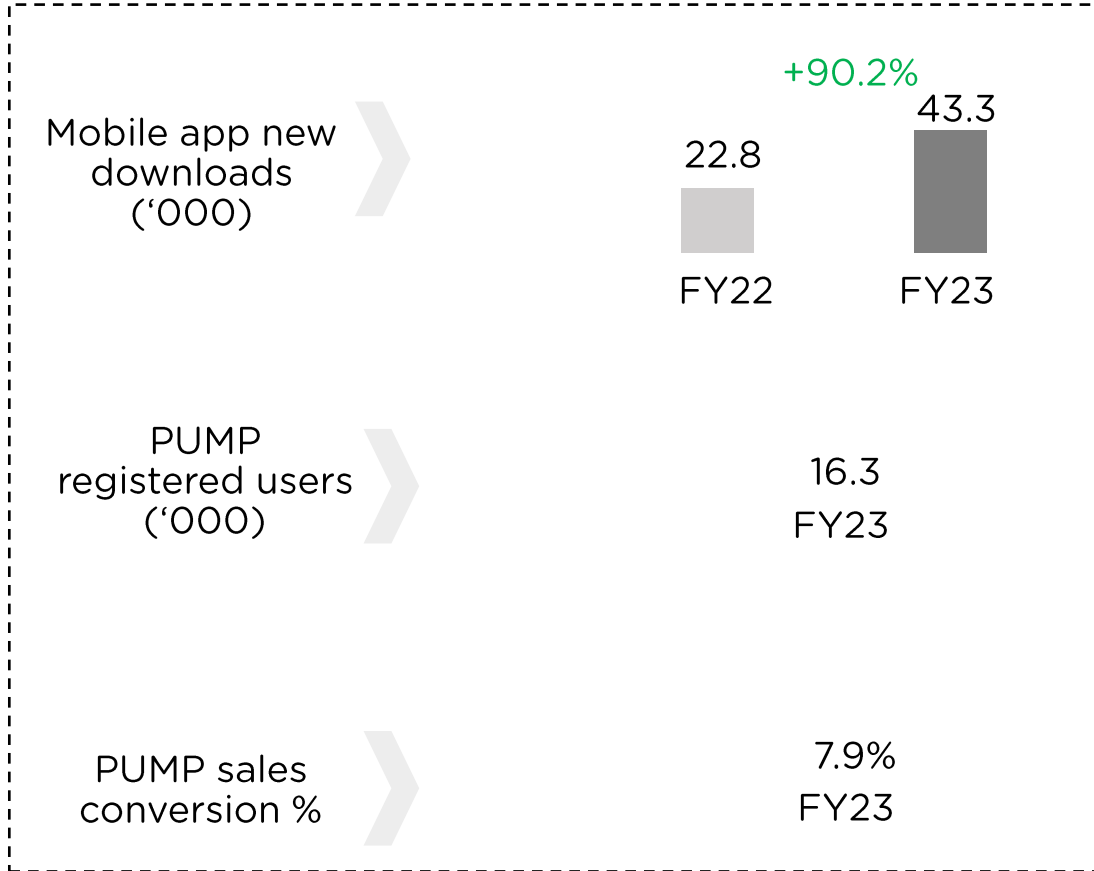 Mobile app new
downloads
(‘000)
+90.2%
22.8
43.3
FY22
FY23
PUMP
registered users
(‘000)
16.3
FY23
PUMP sales
conversion %
7.9%
FY23